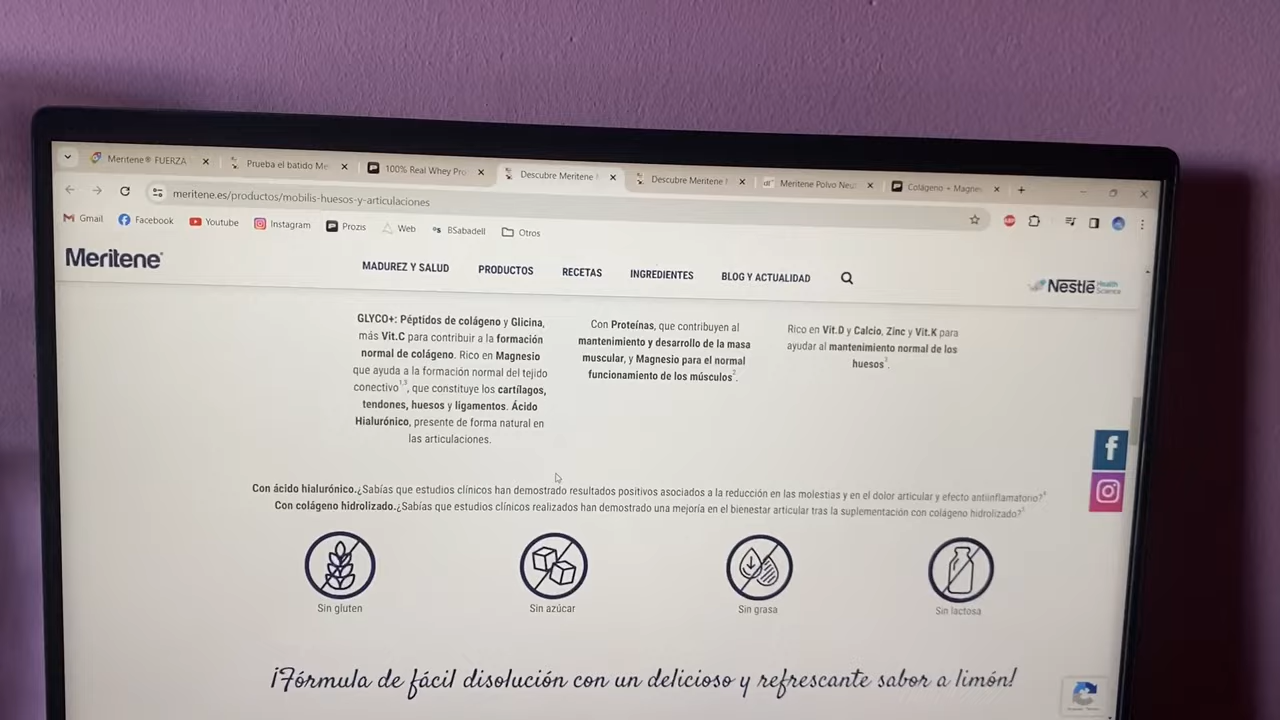 Meritene® FUERZA
Prueba el batido Me
100% Real Whey Pro
Descubre Meritene
Descubre Meritene
Meritene Polvo Neu
Colágeno + Magne
meritene.es/productos/mobilis-huesos-y-articulaciones
Gmail
Facebook
Youtube
Instagram
Prozis
Web
BSabadell
Otros
Meritene®
MADUREZ Y SALUD
PRODUCTOS
RECETAS
INGREDIENTES
BLOG Y ACTUALIDAD
Nestlé Health Science
GLYCO+: Péptidos de colágeno y Glicina,
más Vit.C para contribuir a la formación
normal de colágeno. Rico en Magnesio
que ayuda a la formación normal del tejido
conectivo, que constituye los cartílagos,
tendones, huesos y ligamentos. Ácido
Hialurónico, presente de forma natural en
las articulaciones.
Con Proteínas, que contribuyen al
mantenimiento y desarrollo de la masa
muscular, y Magnesio para el normal
funcionamiento de los músculos².
Rico en Vit.D y Calcio, Zinc y Vit.K para
ayudar al mantenimiento normal de los
huesos³.
Con ácido hialurónico.¿Sabías que estudios clínicos han demostrado resultados positivos asociados a la reducción en las molestias y en el dolor articular y efecto antiinflamatorio?⁴
Con colágeno hidrolizado.¿Sabías que estudios clínicos realizados han demostrado una mejoría en el bienestar articular tras la suplementación con colágeno hidrolizado?
Sin gluten
Sin azúcar
Sin grasa
Sin lactosa
¡Fórmula de fácil disolución con un delicioso y refrescante sabor a limón!